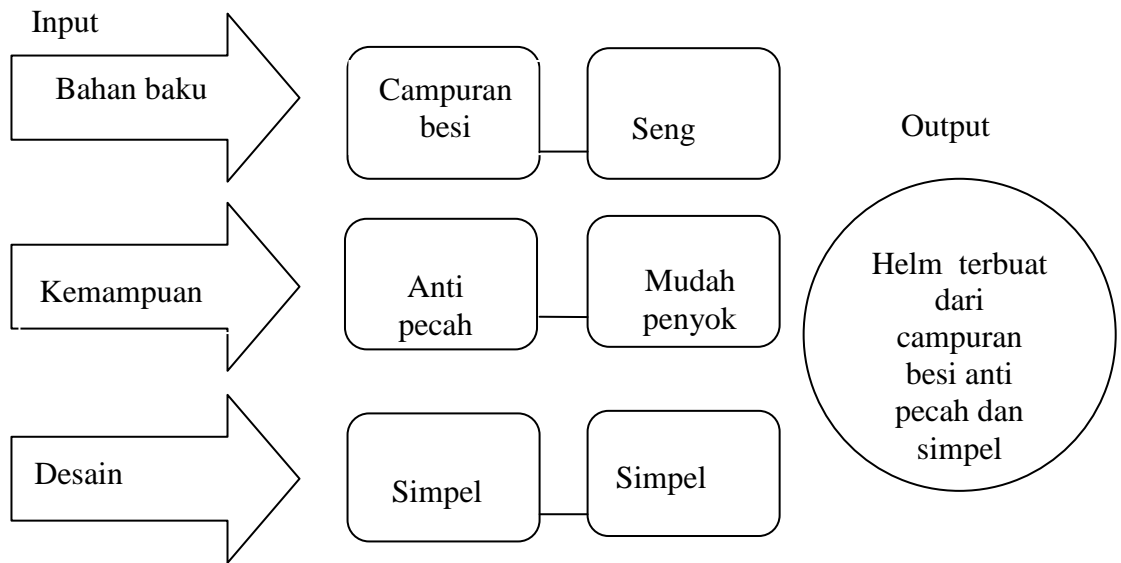 Input
Bahan baku
Campuran
besi
Seng
Output
Kemampuan
Anti
pecah
Mudah
penyok
Helm terbuat
dari
campuran
besi anti
pecah dan
simpel
Desain
Simpel
Simpel